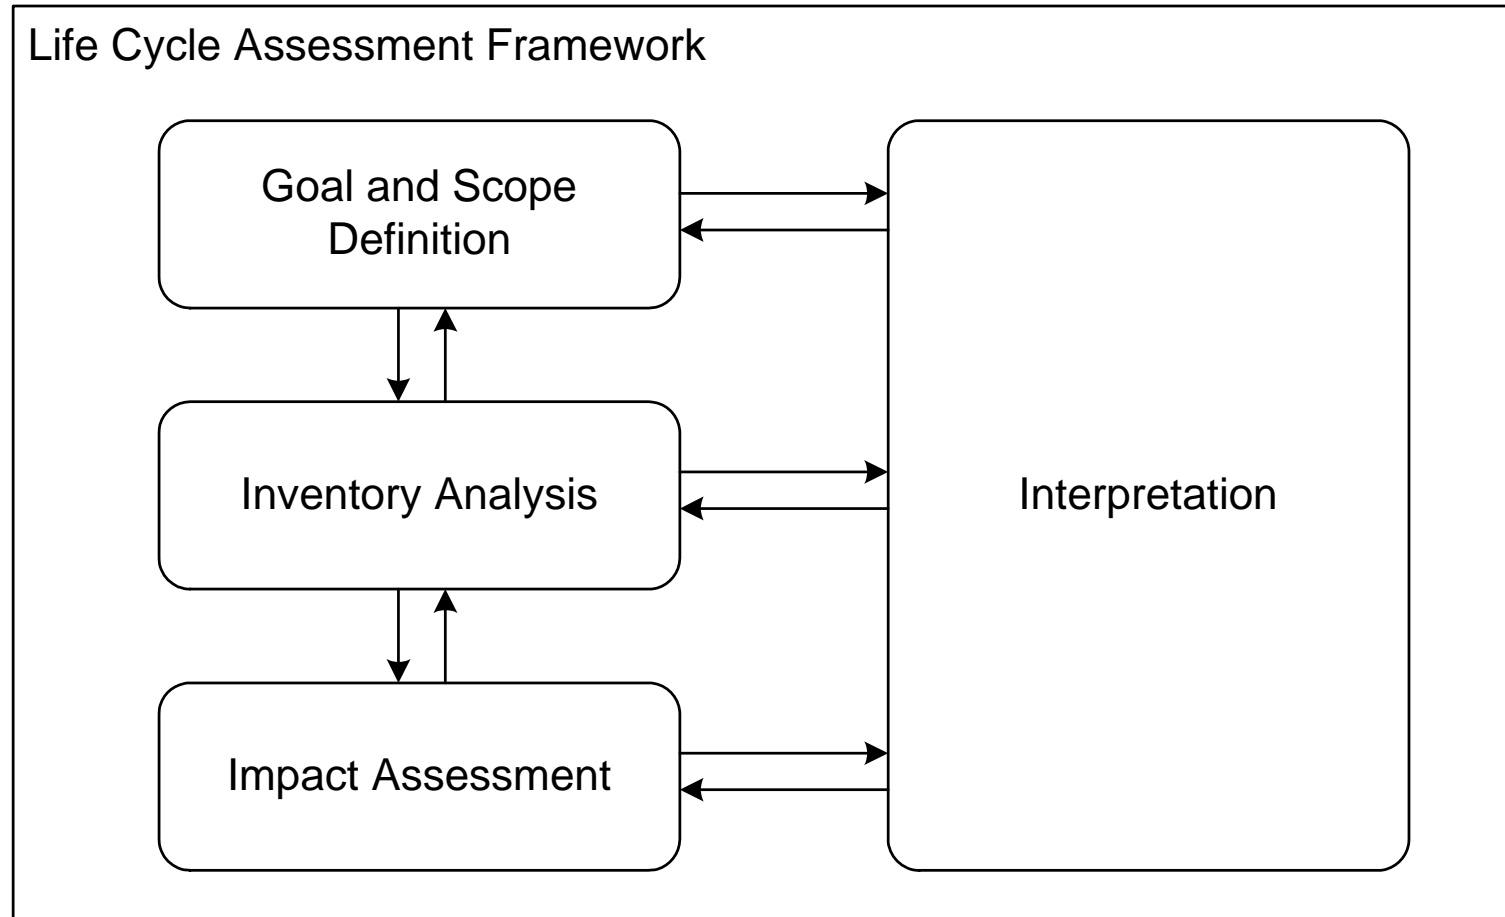 Life Cycle Assessment Framework
Goal and Scope
Definition
Inventory Analysis
Interpretation
Impact Assessment